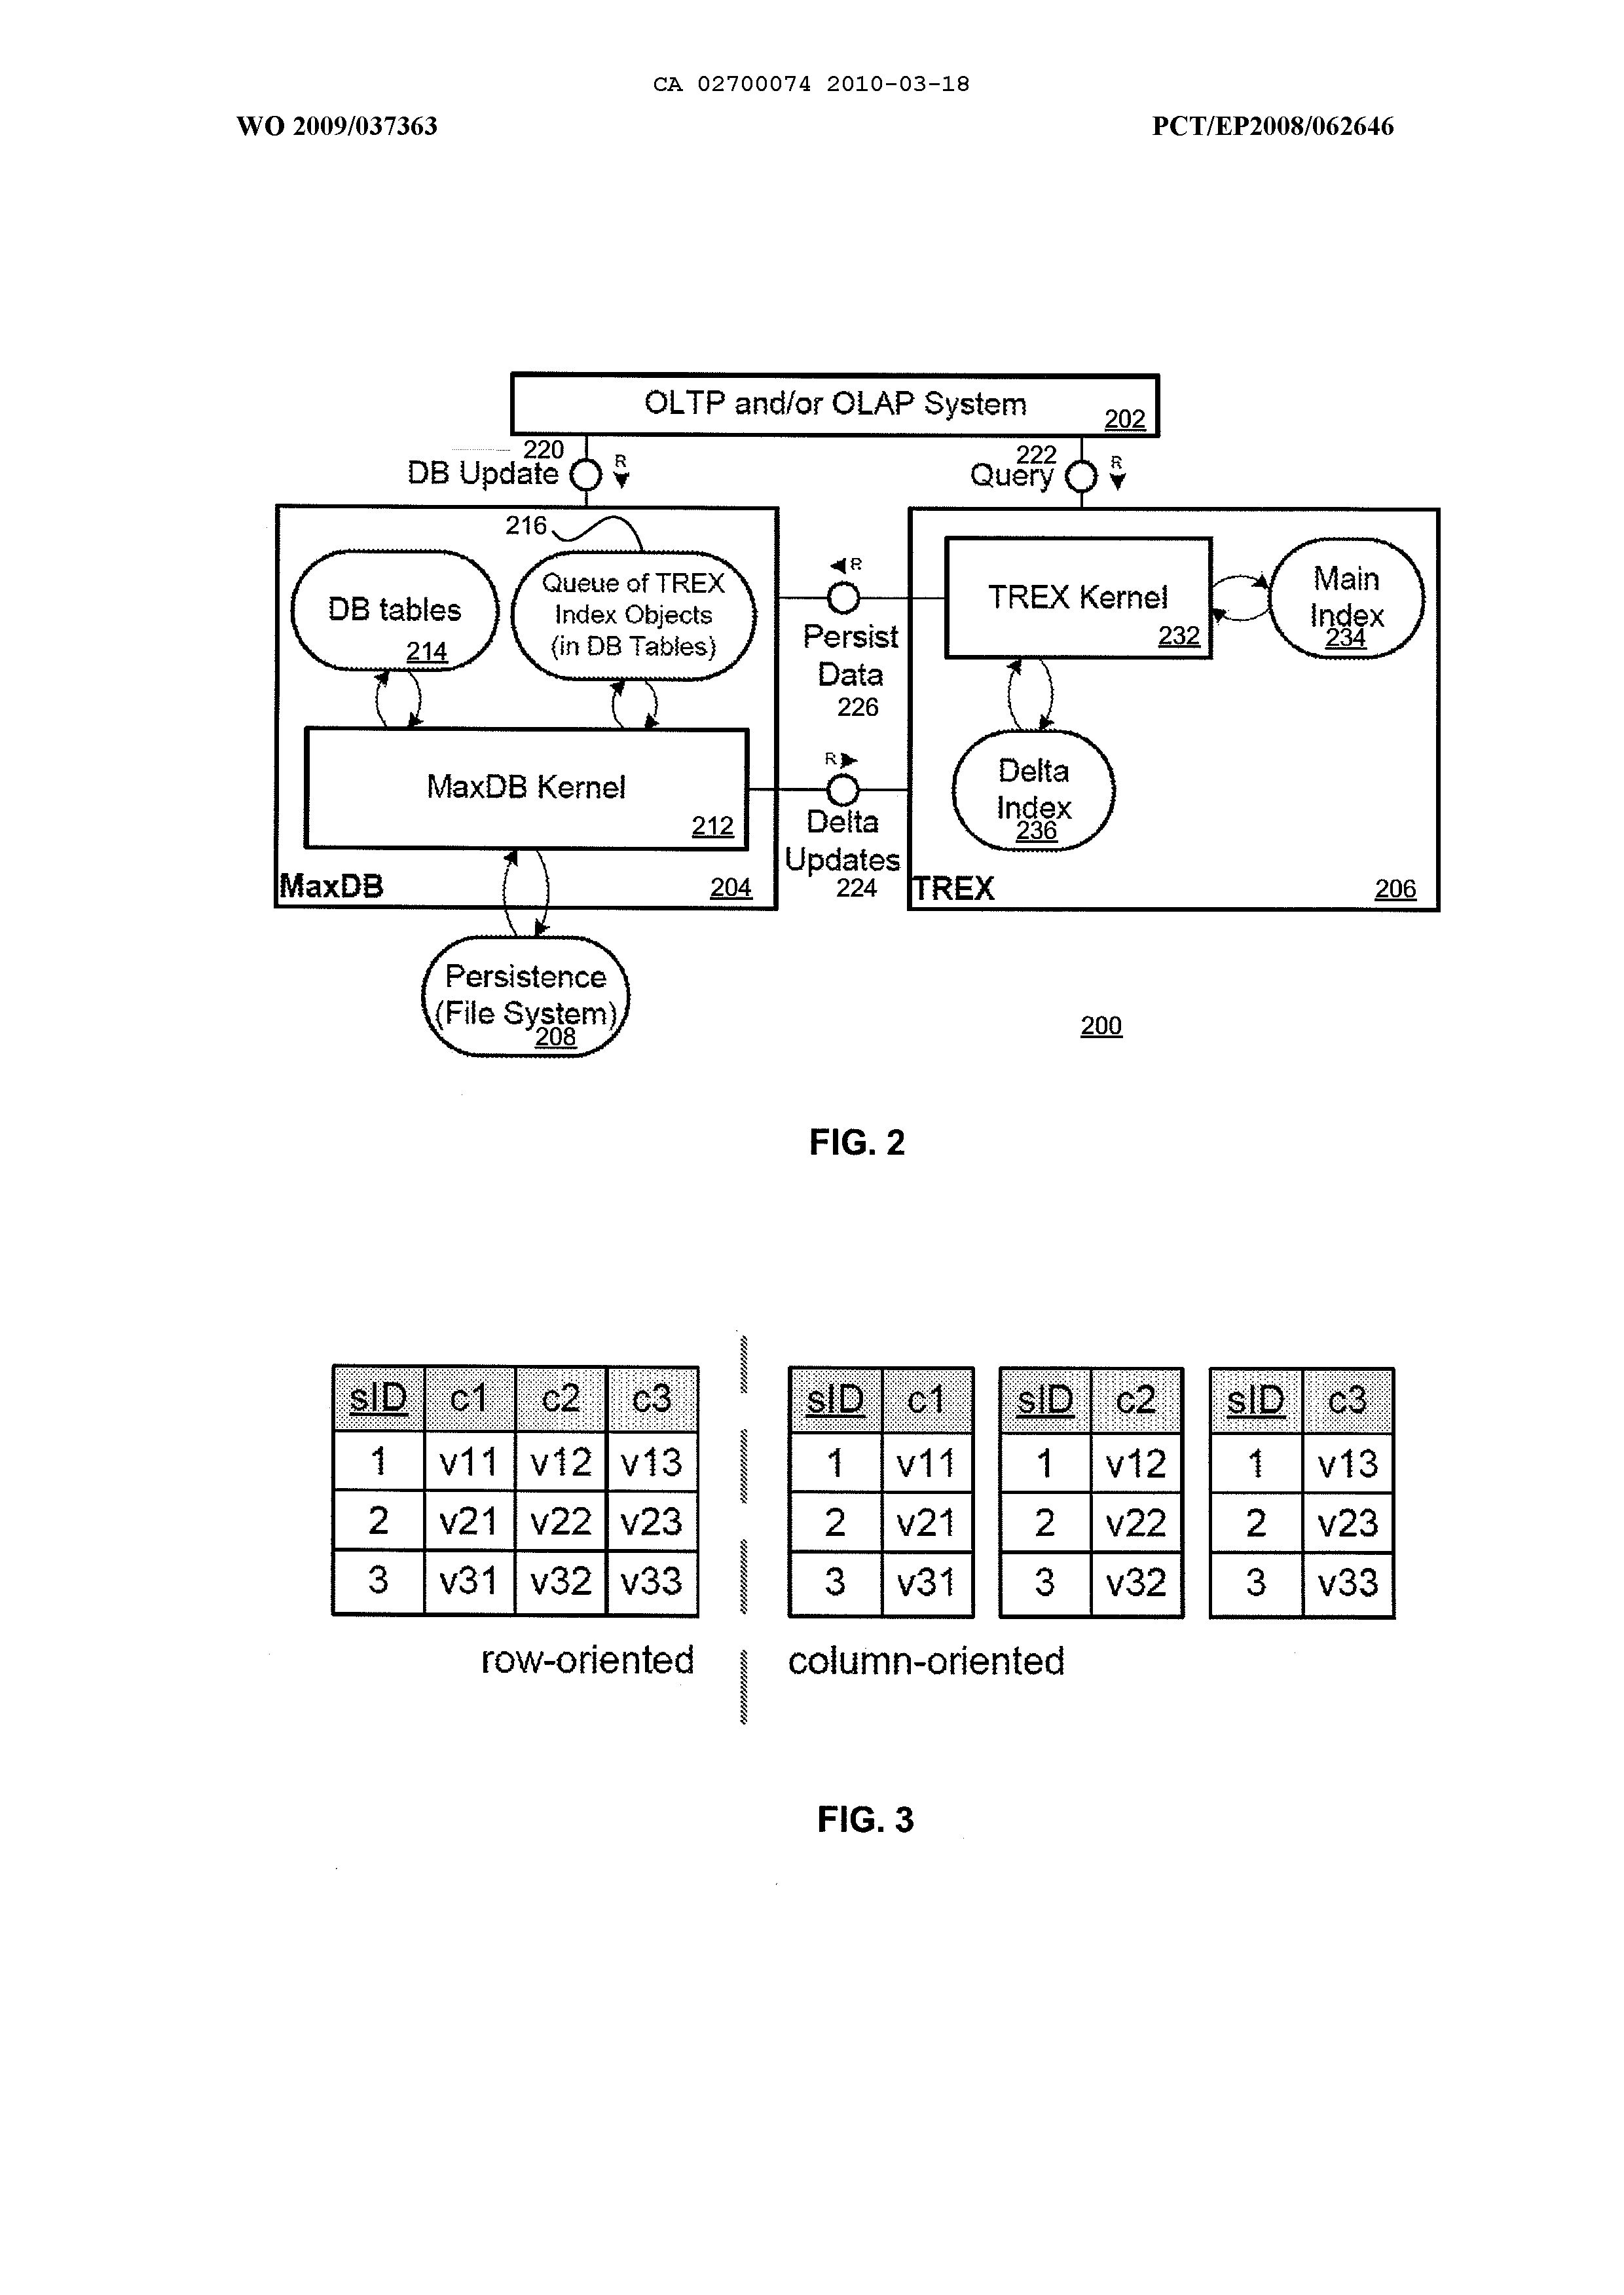 CA 02700074 2010-03-18
WO 2009/037363
PCT/EP2008/062646
OLTP and/or OLAP System
202
220
DB Update
R
222
Query
R
216
DB tables
214
Queue of TREX
Index Objects
(in DB Tables)
R
Persist
Data
226
TREX Kernel
232
Main
Index
234
MaxDB Kernel
212
R
Delta
Updates
224
Delta
Index
236
MaxDB
204
TREX
206
Persistence
(File System)
208
200
FIG. 2
sID c1 c2 c3
1 v11 v12 v13
2 v21 v22 v23
3 v31 v32 v33
row-oriented
sID c1
1 v11
2 v21
3 v31
sID c2
1 v12
2 v22
3 v32
sID c3
1 v13
2 v23
3 v33
column-oriented
FIG. 3